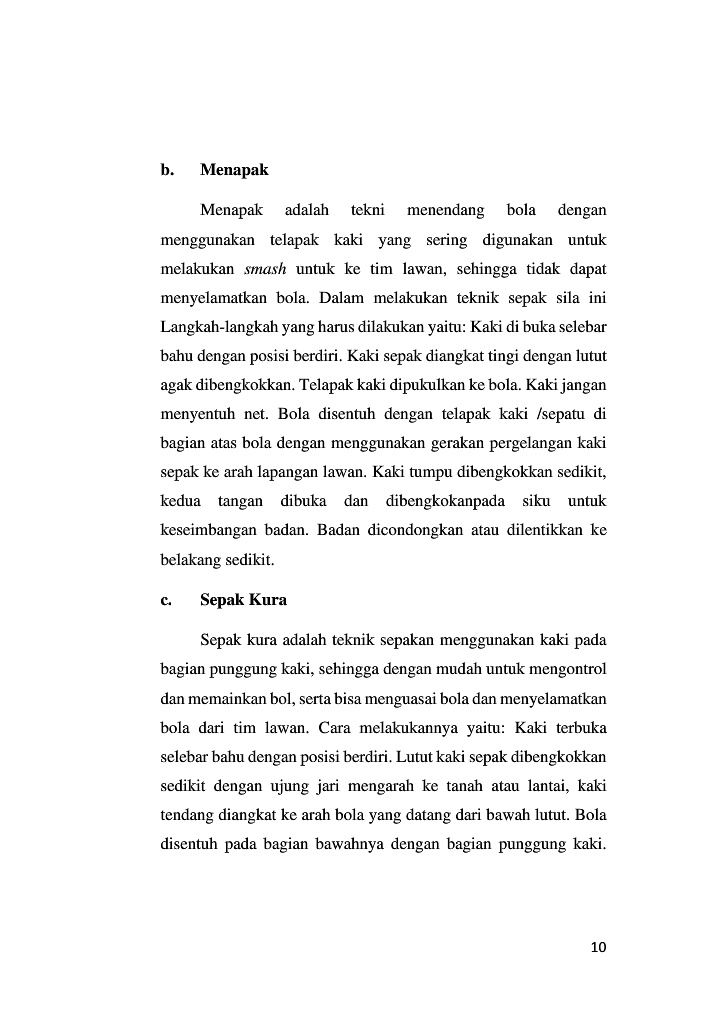 b. Menapak
Menapak adalah tekni menendang bola dengan
menggunakan telapak kaki yang sering digunakan untuk
melakukan smash untuk ke tim lawan, sehingga tidak dapat
menyelamatkan bola. Dalam melakukan teknik sepak sila ini
Langkah-langkah yang harus dilakukan yaitu: Kaki di buka selebar
bahu dengan posisi berdiri. Kaki sepak diangkat tingi dengan lutut
agak dibengkokkan. Telapak kaki dipukulkan ke bola. Kaki jangan
menyentuh net. Bola disentuh dengan telapak kaki /sepatu di
bagian atas bola dengan menggunakan gerakan pergelangan kaki
sepak ke arah lapangan lawan. Kaki tumpu dibengkokkan sedikit,
kedua tangan dibuka dan dibengkokanpada siku untuk
keseimbangan badan. Badan dicondongkan atau dilentikkan ke
belakang sedikit.
c. Sepak Kura
Sepak kura adalah teknik sepakan menggunakan kaki pada
bagian punggung kaki, sehingga dengan mudah untuk mengontrol
dan memainkan bol, serta bisa menguasai bola dan menyelamatkan
bola dari tim lawan. Cara melakukannya yaitu: Kaki terbuka
selebar bahu dengan posisi berdiri. Lutut kaki sepak dibengkokkan
sedikit dengan ujung jari mengarah ke tanah atau lantai, kaki
tendang diangkat ke arah bola yang datang dari bawah lutut. Bola
disentuh pada bagian bawahnya dengan bagian punggung kaki.
10